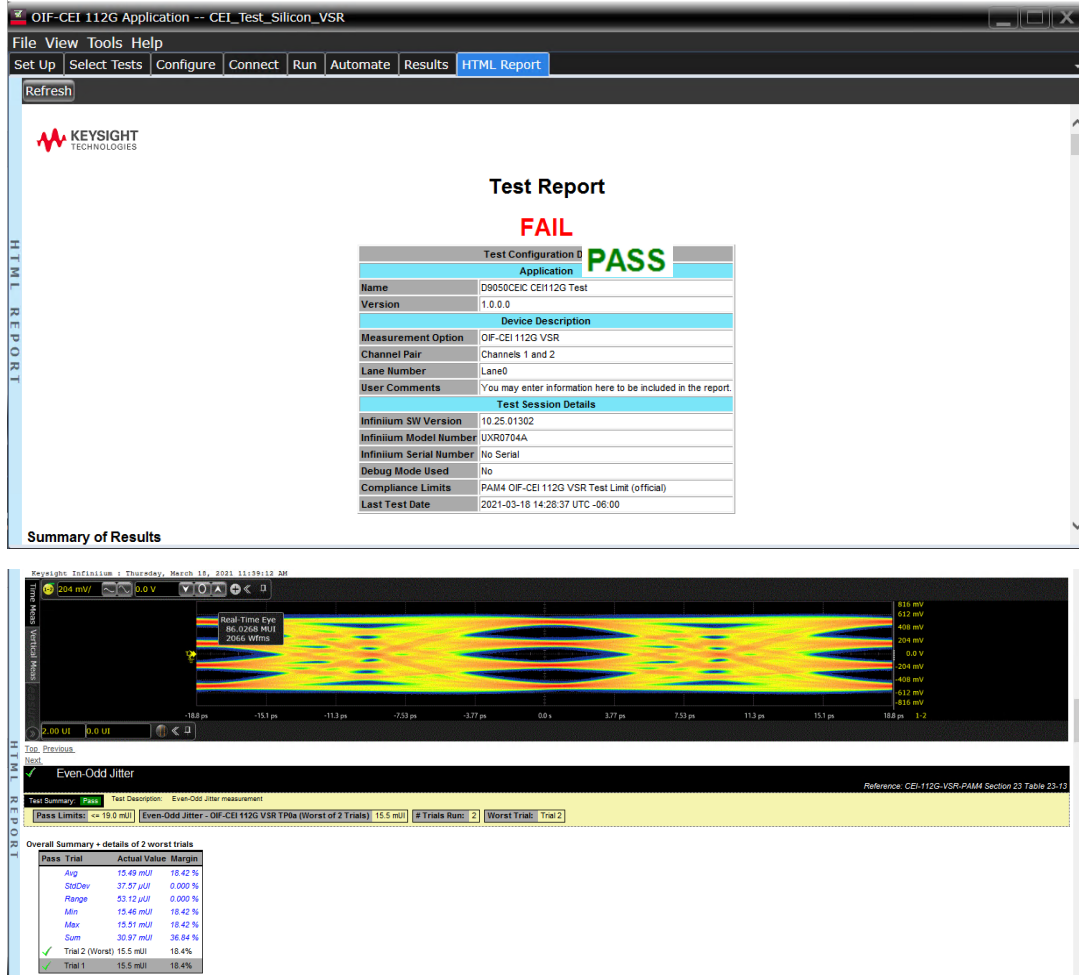 OIF-CEI 112G Application -- CEI_Test_Silicon_VSR
File View Tools Help
Set Up Select Tests Configure Connect Run Automate Results HTML Report
Refresh
HTML REPORT
KEYSIGHT
TECHNOLOGIES
Test Report
FAIL
PASS
Test Configuration D
Application
Name D9050CEIC CEI112G Test
Version 1.0.0.0
Device Description
Measurement Option OIF-CEI 112G VSR
Channel Pair Channels 1 and 2
Lane Number Lane0
User Comments You may enter information here to be included in the report.
Test Session Details
Infiniium SW Version 10.25.01302
Infiniium Model Number UXR0704A
Infiniium Serial Number No Serial
Debug Mode Used No
Compliance Limits PAM4 OIF-CEI 112G VSR Test Limit (official)
Last Test Date 2021-03-18 14:28:37 UTC -06:00
Summary of Results
Keysight Infiniium : Thursday, March 18, 2021 11:39:12 AM
204 mV/ 0.0 V
Time Meas
Vertical Meas
Real-Time Eye
86.0268 MUI
2066 Wfms
816 mV
612 mV
408 mV
204 mV
0.0 V
-204 mV
-408 mV
-612 mV
-816 mV
-18.8 ps -15.1 ps -11.3 ps -7.53 ps -3.77 ps 0.0 s 3.77 ps 7.53 ps 11.3 ps 15.1 ps 18.8 ps 1-2
2.00 UI 0.0 UI
HTML REPORT
Top Previous
Next
Even-Odd Jitter
Reference: CEI-112G-VSR-PAM4 Section 23 Table 23-13
Test Summary: Pass Test Description: Even-Odd Jitter measurement
Pass Limits: <= 19.0 mUI Even-Odd Jitter - OIF-CEI 112G VSR TP0a (Worst of 2 Trials) 15.5 mUI # Trials Run: 2 Worst Trial: Trial 2
Overall Summary + details of 2 worst trials
Pass Trial Actual Value Margin
Avg 15.49 mUI 18.42 %
StdDev 37.57 µUI 0.000 %
Range 53.12 µUI 0.000 %
Min 15.46 mUI 18.42 %
Max 15.51 mUI 18.42 %
Sum 30.97 mUI 36.84 %
Trial 2 (Worst) 15.5 mUI 18.4%
Trial 1 15.5 mUI 18.4%